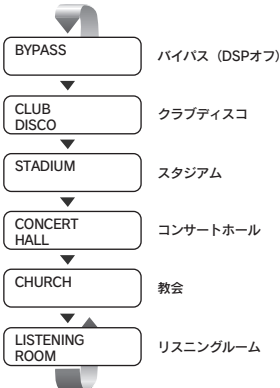 BYPASS
バイパス（DSPオフ）
CLUB
DISCO
クラブディスコ
STADIUM
スタジアム
CONCERT
HALL
コンサートホール
CHURCH
教会
LISTENING
ROOM
リスニングルーム